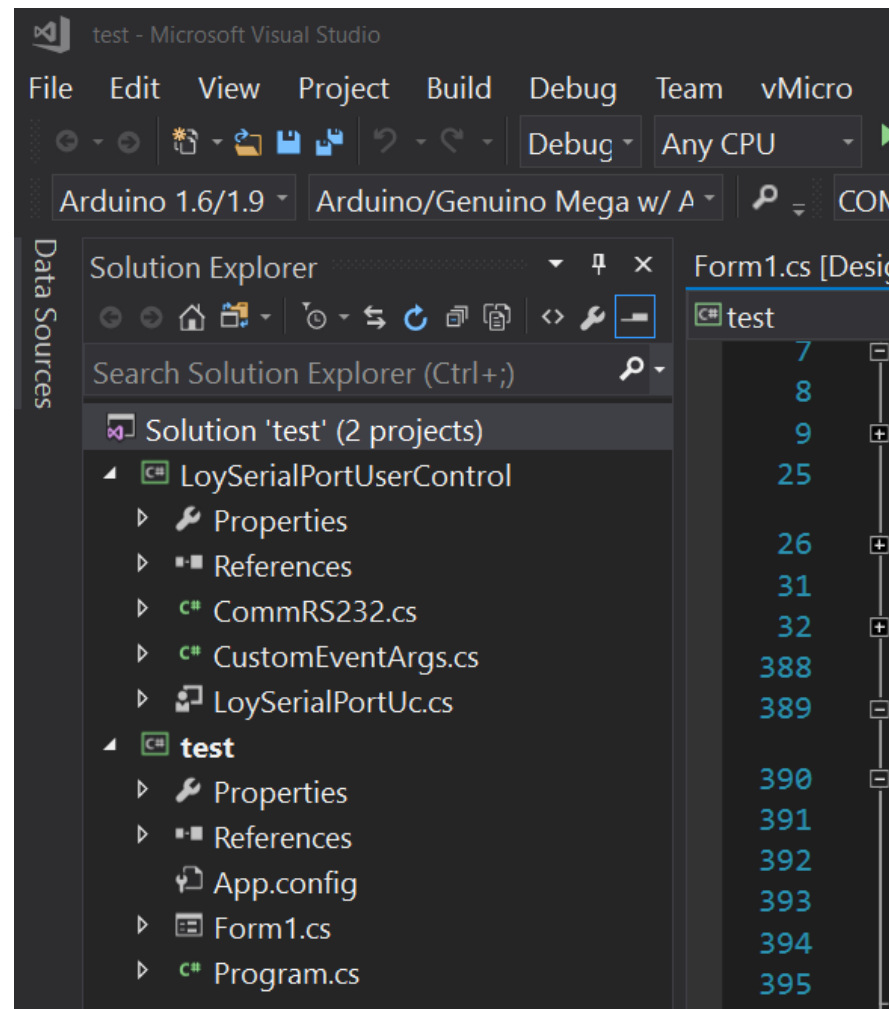 test - Microsoft Visual Studio
File Edit View Project Build Debug Team vMicro
Debug Any CPU
Arduino 1.6/1.9 Arduino/Genuino Mega w/ A COM
Data Sources
Solution Explorer
Search Solution Explorer (Ctrl+;)
Solution 'test' (2 projects)
C# LoySerialPortUserControl
Properties
References
C# CommRS232.cs
C# CustomEventArgs.cs
LoySerialPortUc.cs
C# test
Properties
References
App.config
Form1.cs
C# Program.cs
Form1.cs [Desig
C# test
7
8
9
25
26
31
32
388
389
390
391
392
393
394
395